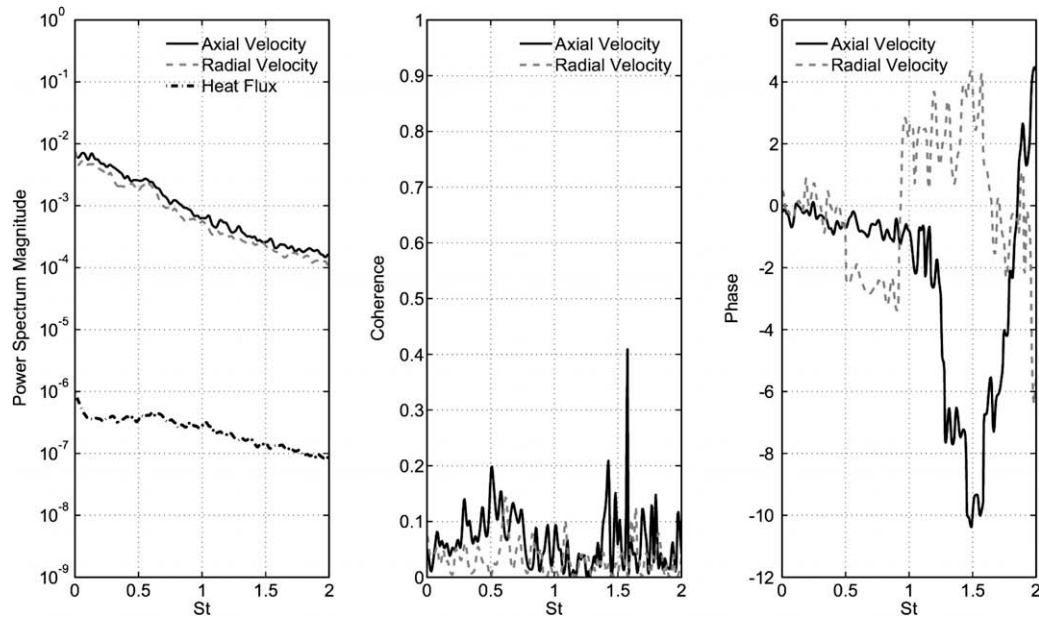 Power Spectrum Magnitude
10^0
10^-1
10^-2
10^-3
10^-4
10^-5
10^-6
10^-7
10^-8
10^-9
Axial Velocity
Radial Velocity
Heat Flux
0 0.5 1 1.5 2
St
Coherence
1
0.9
0.8
0.7
0.6
0.5
0.4
0.3
0.2
0.1
0
Axial Velocity
Radial Velocity
0 0.5 1 1.5 2
St
Phase
6
4
2
0
-2
-4
-6
-8
-10
-12
Axial Velocity
Radial Velocity
0 0.5 1 1.5 2
St